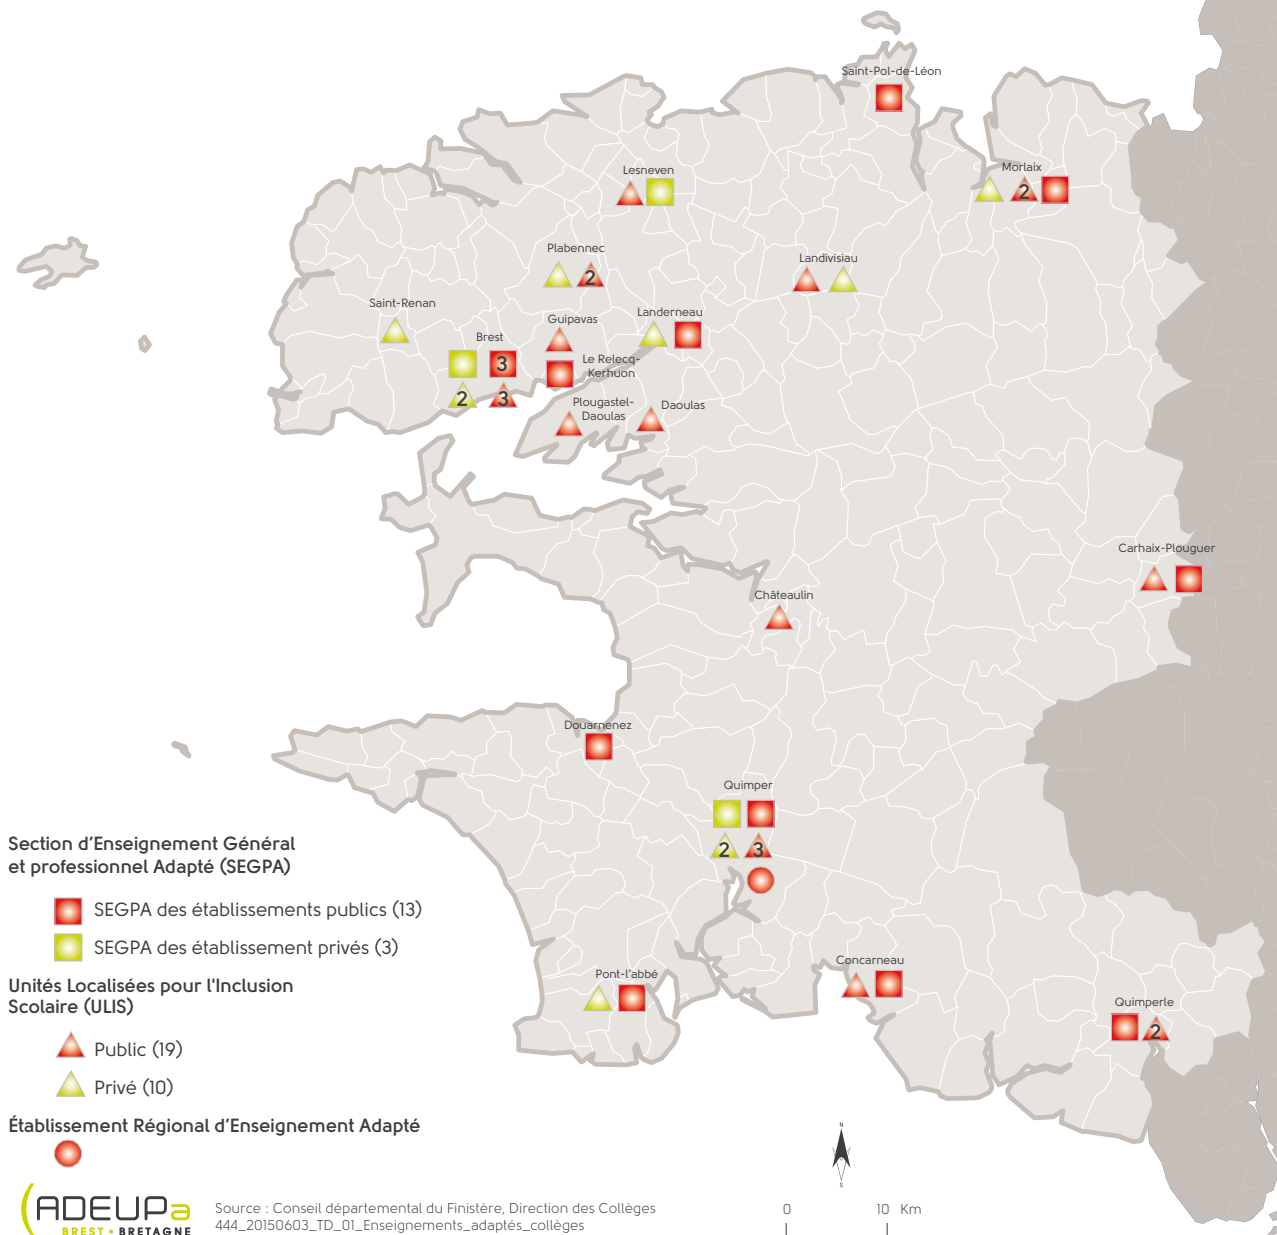 Saint-Pol-de-Léon
Morlaix
2
Lesneven
Plabennec
2
Landivisiau
Saint-Renan
Guipavas
Landerneau
Brest
3
Le Relecq-
Kerhuon
2
3
Plougastel-
Daoulas
Daoulas
Carhaix-Plouguer
Châteaulin
Douarnenez
Quimper
2
3
Section d'Enseignement Général
et professionnel Adapté (SEGPA)
SEGPA des établissements publics (13)
SEGPA des établissement privés (3)
Concarneau
Pont-l'abbé
Quimperle
2
Unités Localisées pour l'Inclusion
Scolaire (ULIS)
Public (19)
Privé (10)
Établissement Régional d'Enseignement Adapté
N
S
ADEUPa
BREST • BRETAGNE
Source : Conseil départemental du Finistère, Direction des Collèges
444_20150603_TD_01_Enseignements_adaptés_collèges
0 10 Km